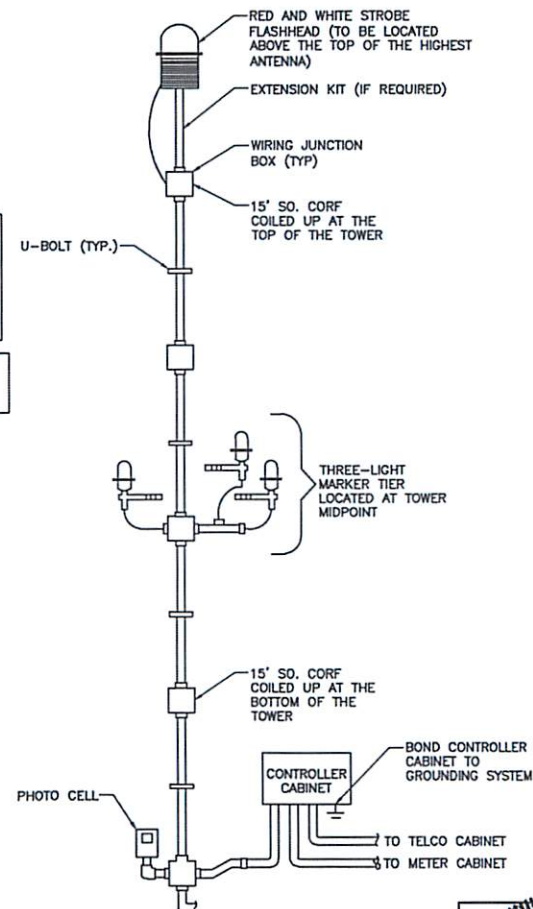 RED AND WHITE STROBE
FLASHHEAD (TO BE LOCATED
ABOVE THE TOP OF THE HIGHEST
ANTENNA)
EXTENSION KIT (IF REQUIRED)
WIRING JUNCTION
BOX (TYP)
15' SO. CORF
COILED UP AT THE
TOP OF THE TOWER
U-BOLT (TYP.)
THREE-LIGHT
MARKER TIER
LOCATED AT TOWER
MIDPOINT
15' SO. CORF
COILED UP AT THE
BOTTOM OF THE
TOWER
BOND CONTROLLER
CABINET TO
GROUNDING SYSTEM
CONTROLLER
CABINET
PHOTO CELL
TO TELCO CABINET
TO METER CABINET